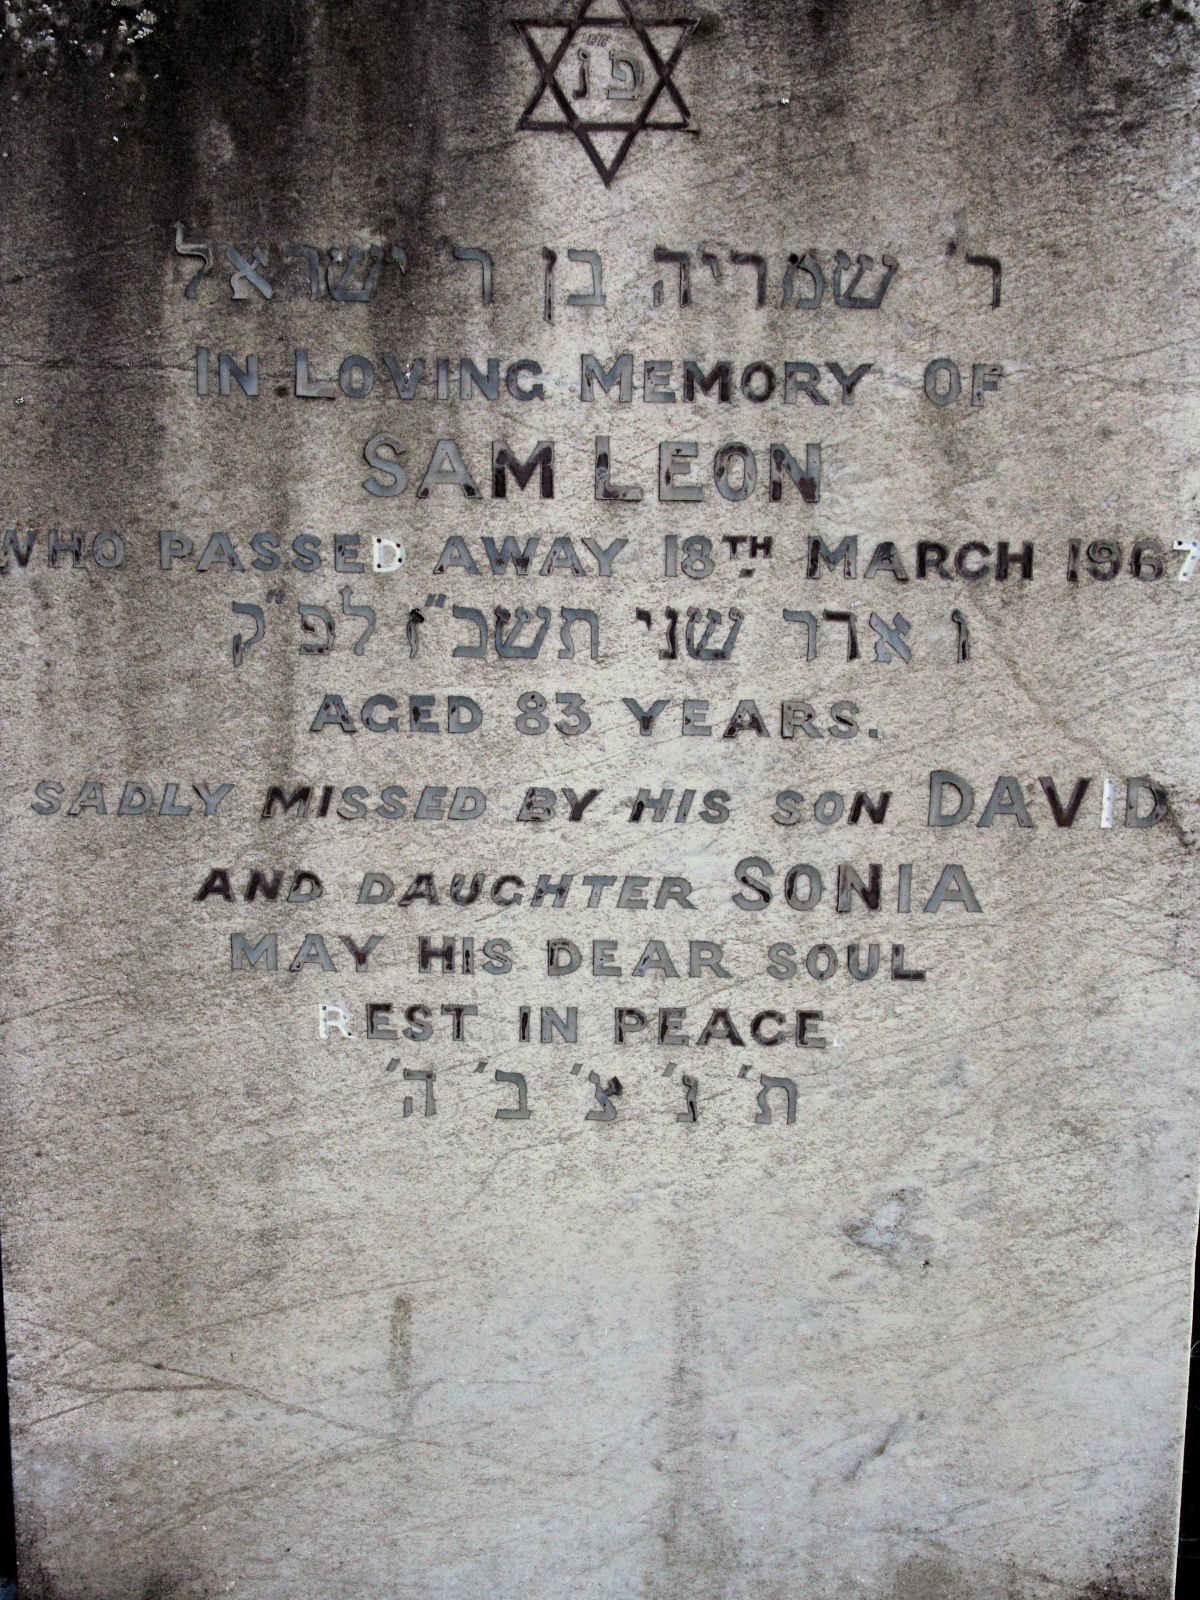 פ״נ
ר׳ שמריה בן ר׳ ישראל
IN LOVING MEMORY OF
SAM LEON
WHO PASSED AWAY 18TH MARCH 1967
ו אדר שני תשכ״ז לפ״ק
AGED 83 YEARS.
SADLY MISSED BY HIS SON DAVID
AND DAUGHTER SONIA
MAY HIS DEAR SOUL
REST IN PEACE.
ת׳ נ׳ צ׳ ב׳ ה׳